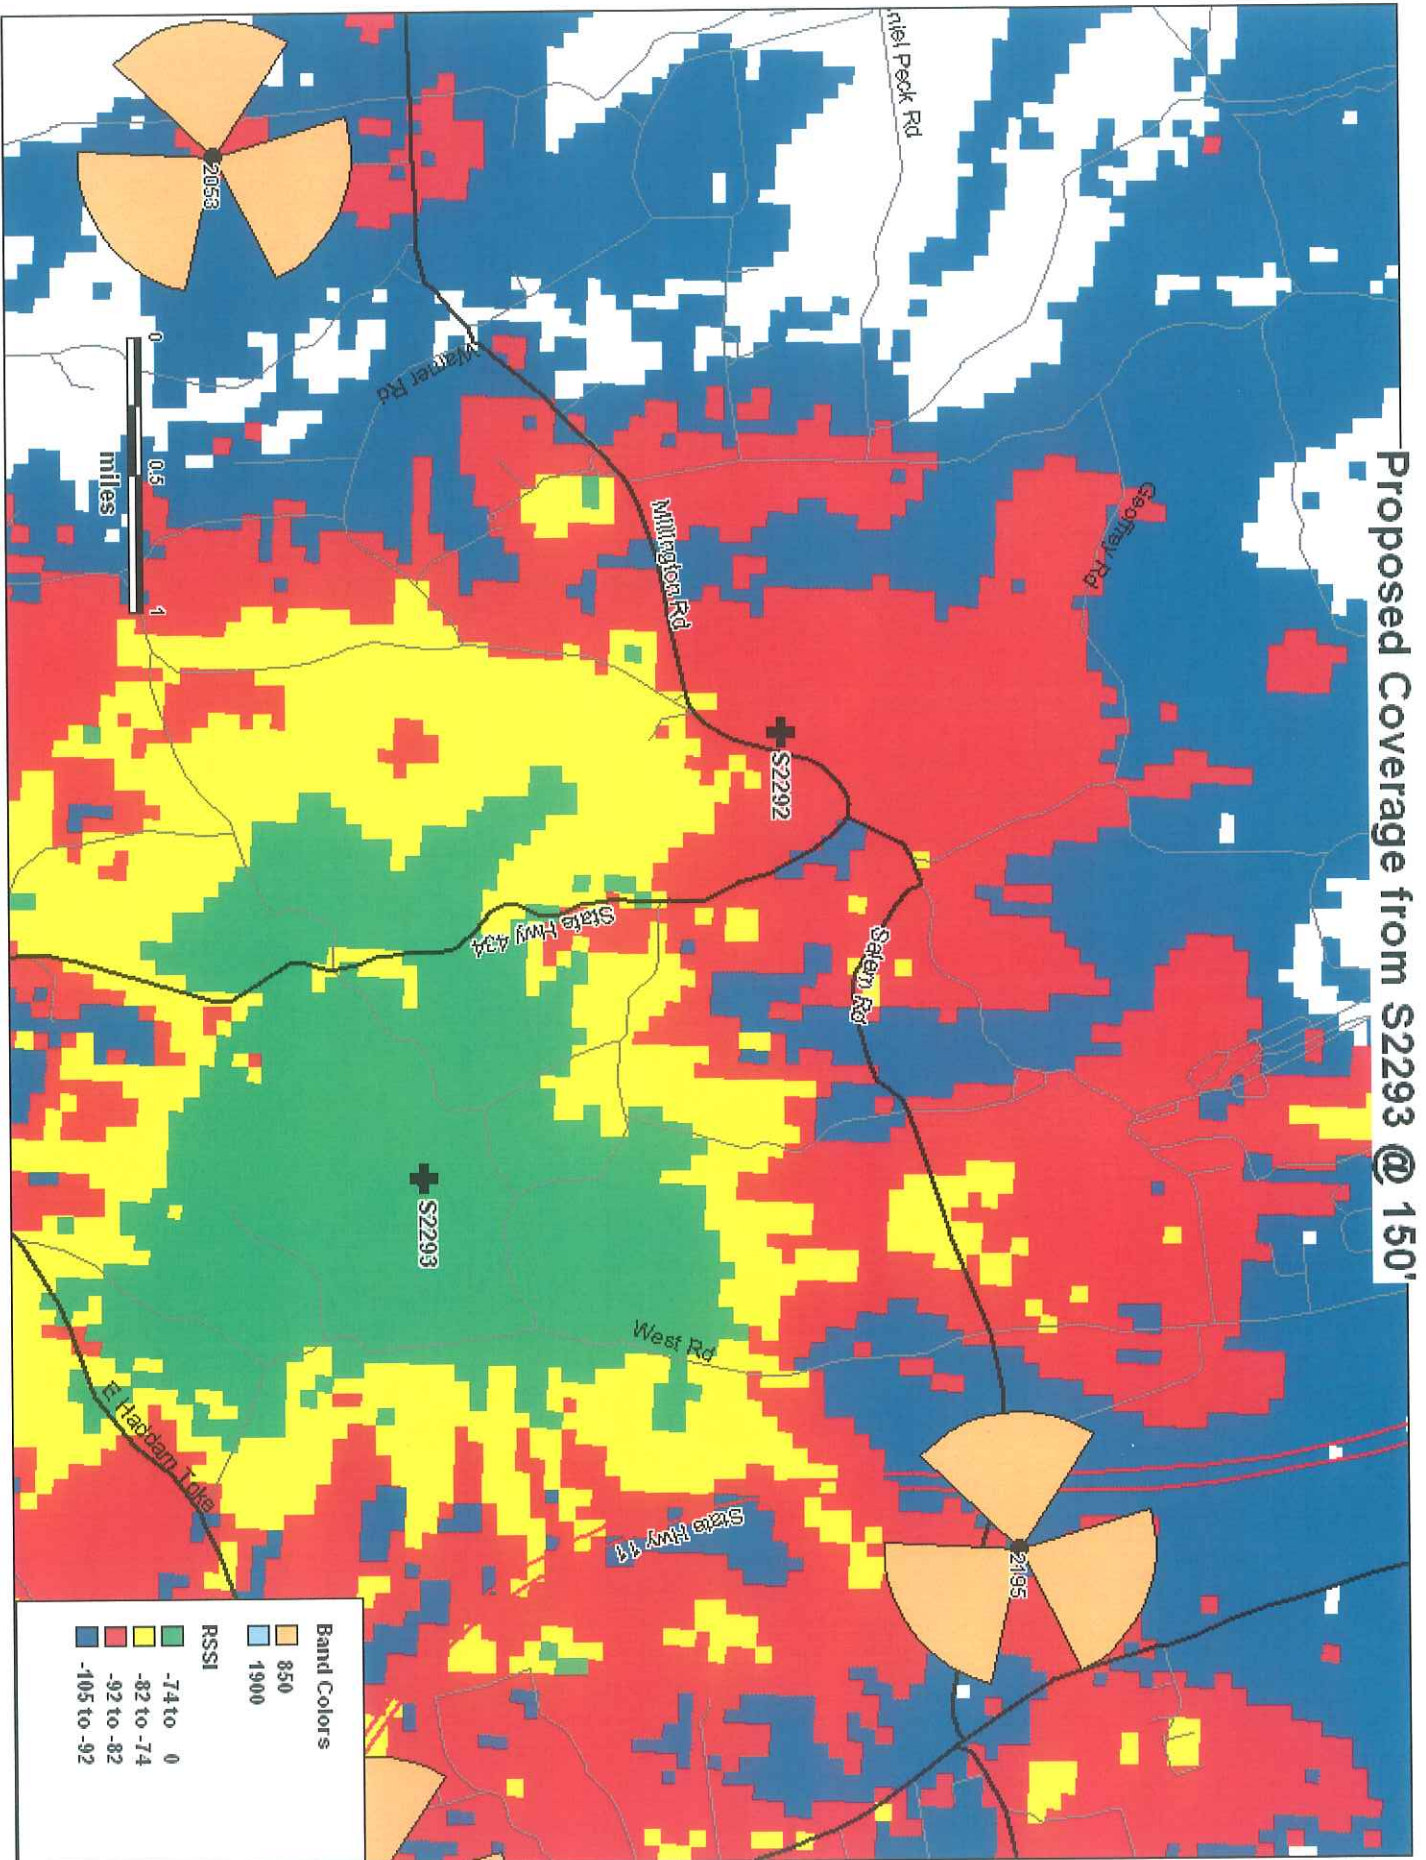 Proposed Coverage from S2293 @ 150'
Geoffrey Rd
Peck Rd
Salem Rd
2195
S2292
Millington Rd
State Hwy 11
West Rd
State Hwy 434
Warner Rd
S2293
2053
E Haddam Tpke
0 0.5 1
miles
Band Colors
850
1900
RSSI
-74 to 0
-82 to -74
-92 to -82
-105 to -92